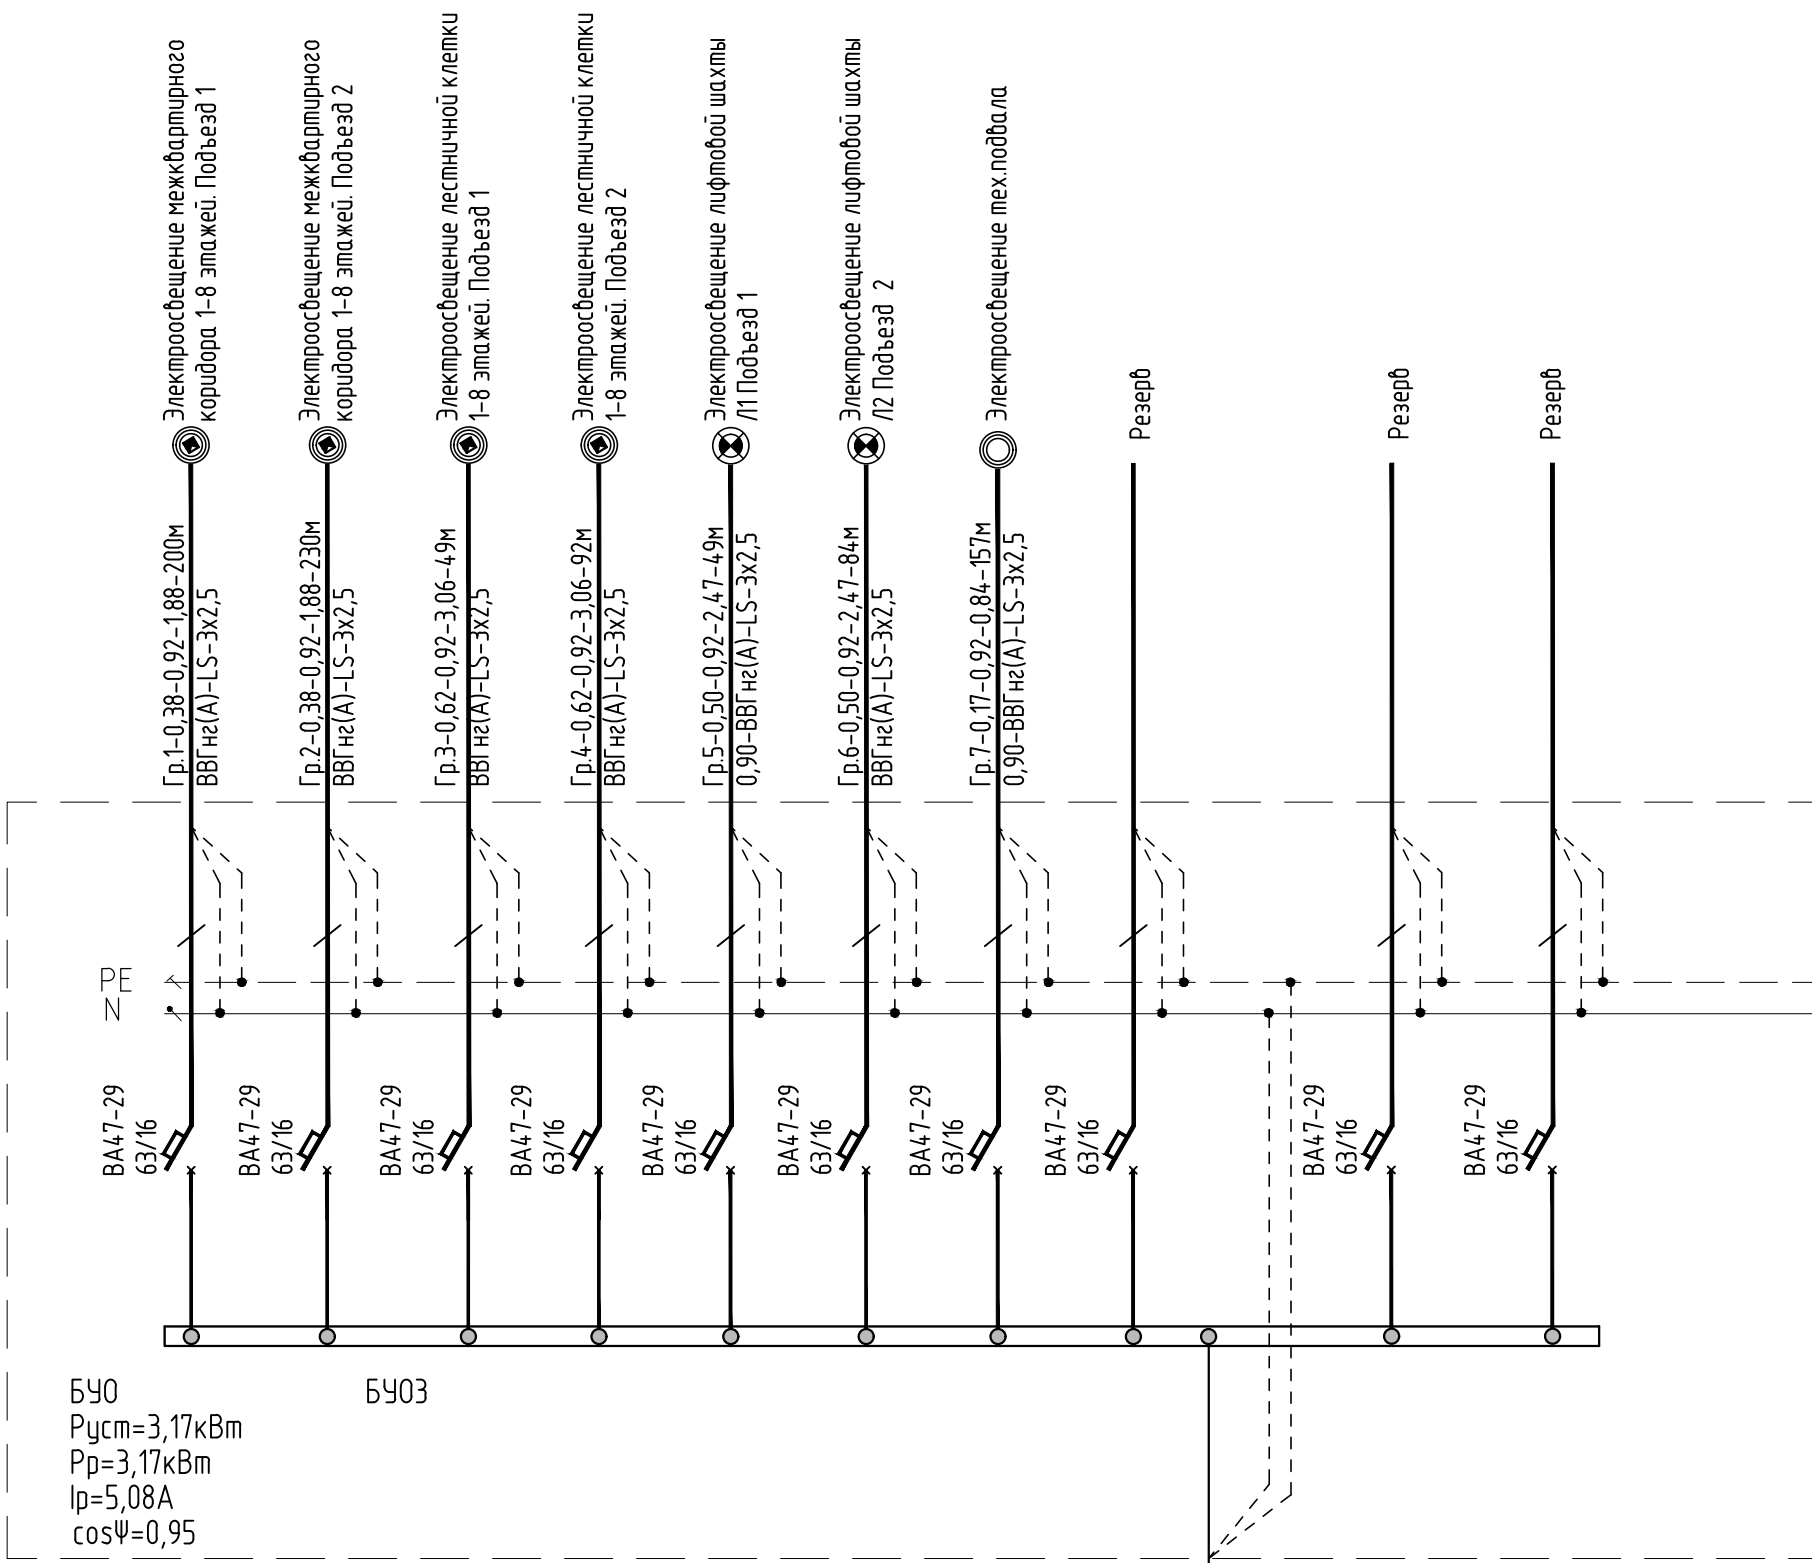 Электроосвещение межквартирного
коридора 1-8 этажей. Подъезд 1
Электроосвещение межквартирного
коридора 1-8 этажей. Подъезд 2
Электроосвещение лестничной клетки
1-8 этажей. Подъезд 1
Электроосвещение лестничной клетки
1-8 этажей. Подъезд 2
Электроосвещение лифтовой шахты
Л1 Подъезд 1
Электроосвещение лифтовой шахты
Л2 Подъезд 2
Электроосвещение тех.подвала
Резерв
Резерв
Резерв
Гр.1-0,38-0,92-1,88-200м
ВВГнг(А)-LS-3х2,5
Гр.2-0,38-0,92-1,88-230м
ВВГнг(А)-LS-3х2,5
Гр.3-0,62-0,92-3,06-49м
ВВГнг(А)-LS-3х2,5
Гр.4-0,62-0,92-3,06-92м
ВВГнг(А)-LS-3х2,5
Гр.5-0,50-0,92-2,47-49м
0,90-ВВГнг(А)-LS-3х2,5
Гр.6-0,50-0,92-2,47-84м
ВВГнг(А)-LS-3х2,5
Гр.7-0,17-0,92-0,84-157м
0,90-ВВГнг(А)-LS-3х2,5
PE
N
ВА47-29
63/16
ВА47-29
63/16
ВА47-29
63/16
ВА47-29
63/16
ВА47-29
63/16
ВА47-29
63/16
ВА47-29
63/16
ВА47-29
63/16
ВА47-29
63/16
ВА47-29
63/16
БУО
БУОЗ
Руст=3,17кВт
Рр=3,17кВт
Iр=5,08А
cosΨ=0,95